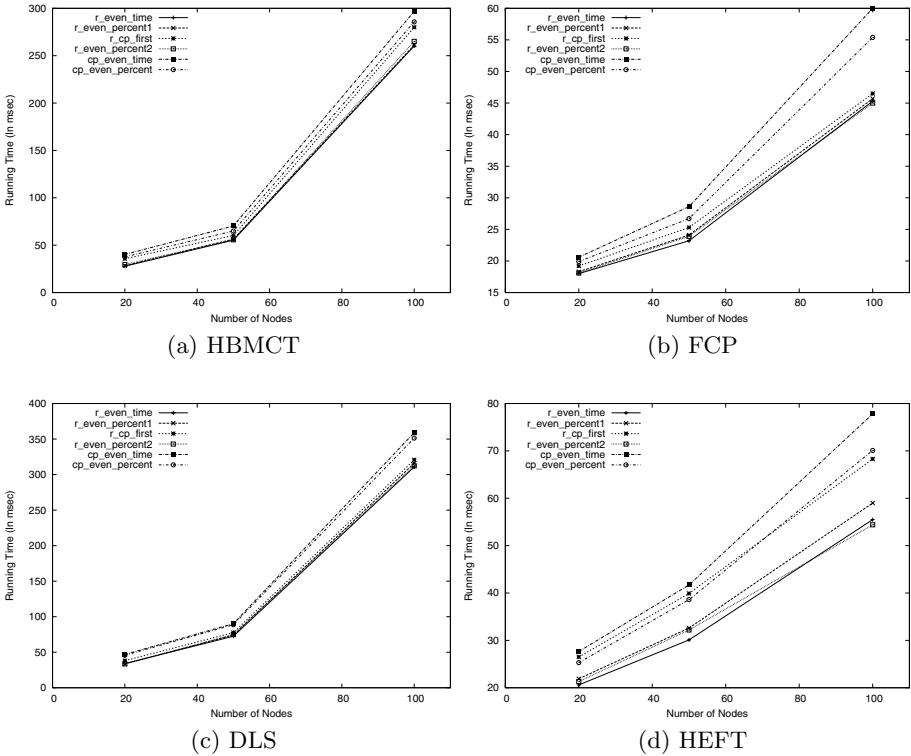 300
250
200
150
100
50
0
Running Time (In msec)
r_even_time
r_even_percent1
r_cp_first
r_even_percent2
cp_even_time
cp_even_percent
0 20 40 60 80 100
Number of Nodes
(a) HBMCT
60
55
50
45
40
35
30
25
20
15
Running Time (In msec)
r_even_time
r_even_percent1
r_cp_first
r_even_percent2
cp_even_time
cp_even_percent
0 20 40 60 80 100
Number of Nodes
(b) FCP
400
350
300
250
200
150
100
50
0
Running Time (In msec)
r_even_time
r_even_percent1
r_cp_first
r_even_percent2
cp_even_time
cp_even_percent
0 20 40 60 80 100
Number of Nodes
(c) DLS
80
70
60
50
40
30
20
Running Time (In msec)
r_even_time
r_even_percent1
r_cp_first
r_even_percent2
cp_even_time
cp_even_percent
0 20 40 60 80 100
Number of Nodes
(d) HEFT